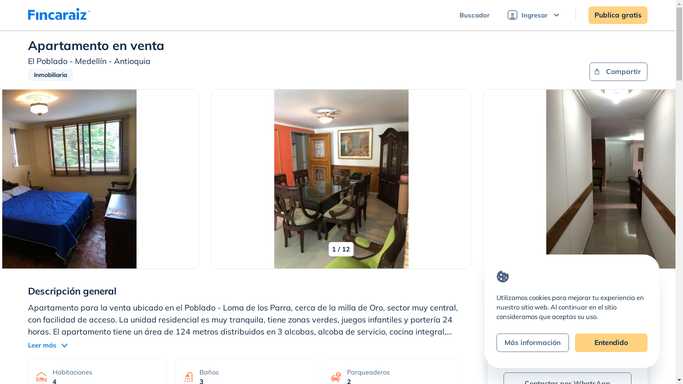 Fincaraiz
Buscador
Ingresar
Publica gratis
Apartamento en venta
El Poblado - Medellín - Antioquia
Inmobiliaria
Compartir
1 / 12
Descripción general
Apartamento para la venta ubicado en el Poblado - Loma de los Parra, cerca de la milla de Oro, sector muy central,
con facilidad de acceso. La unidad residencial es muy tranquila, tiene zonas verdes, juegos infantiles y portería 24
horas. El apartamento tiene un área de 124 metros distribuidos en 3 alcobas, alcoba de servicio, cocina integral,...
Leer más
Habitaciones
4
Baños
3
Parqueaderos
2
Utilizamos cookies para mejorar tu experiencia en
nuestro sitio web. Al continuar en el sitio
consideramos que aceptas su uso.
Más información
Entendido
Contactar por WhatsApp